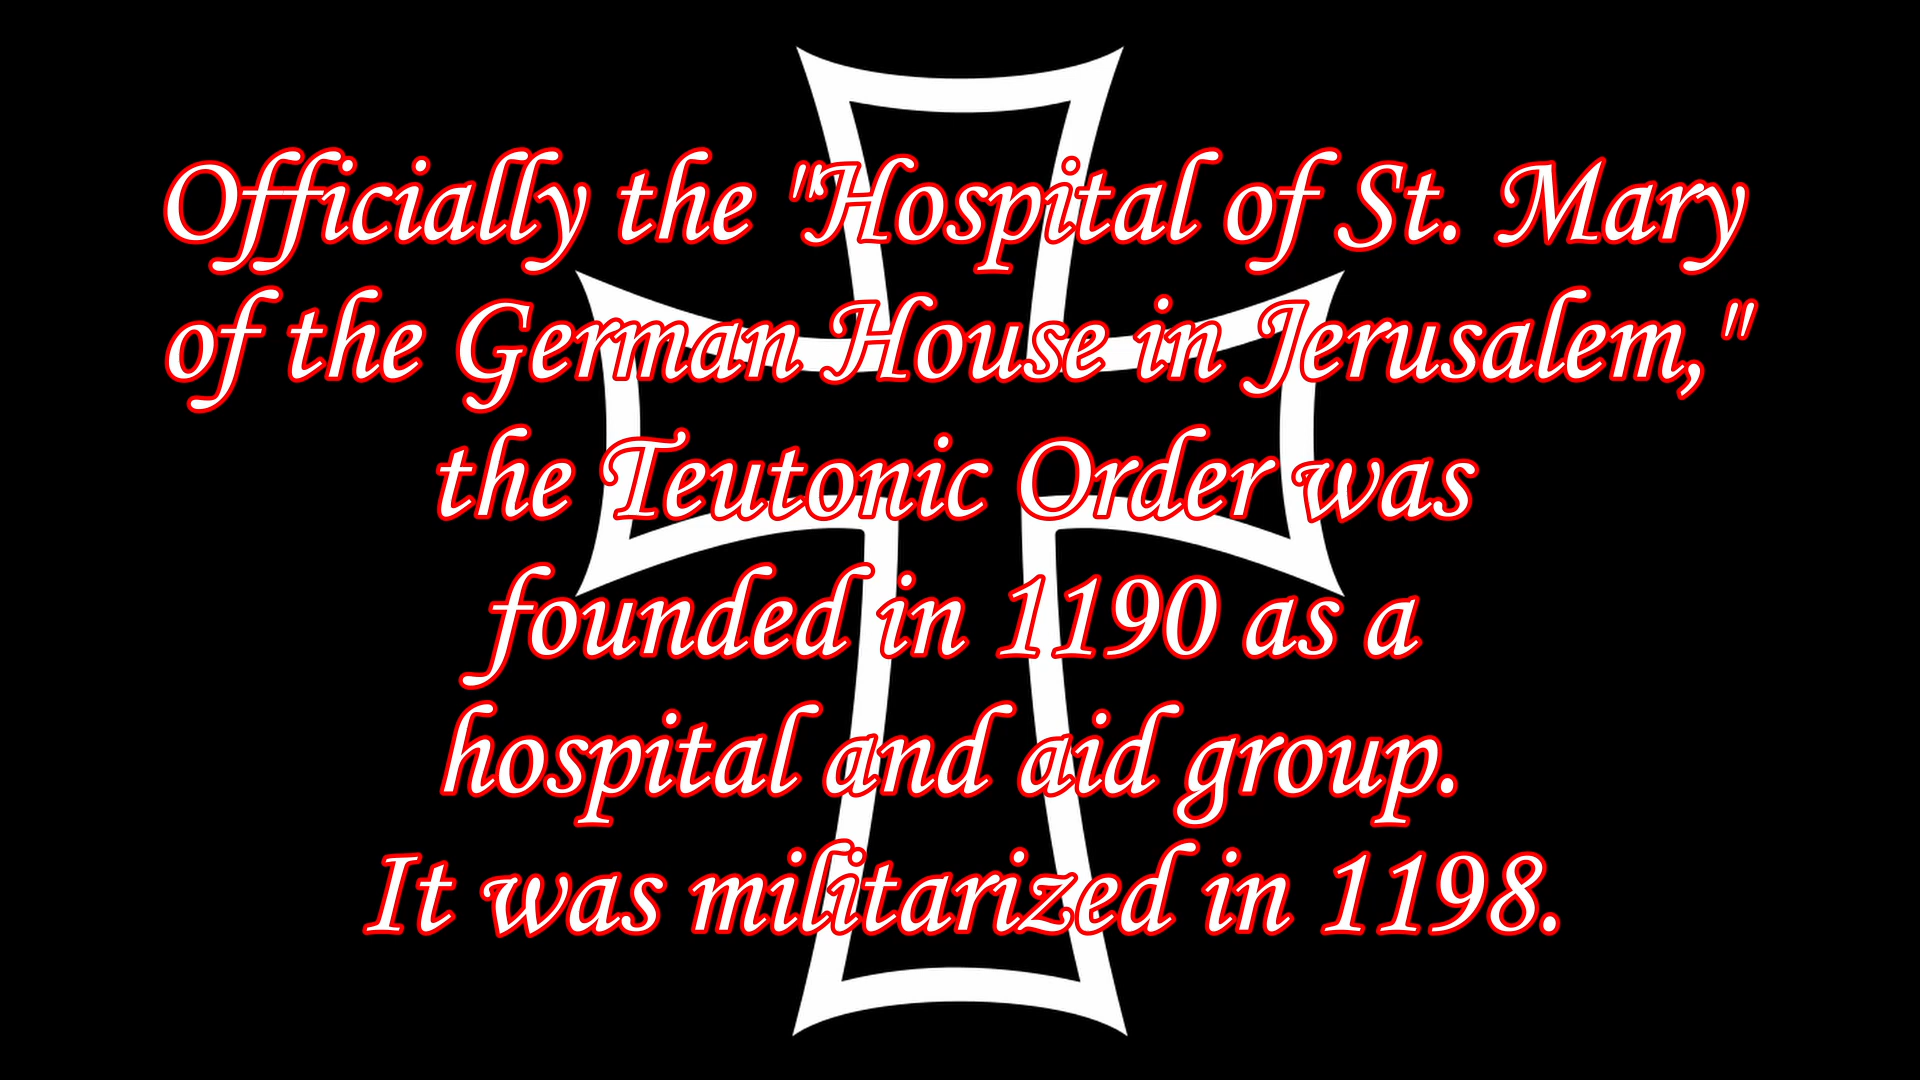 Officially the "Hospital of St. Mary
of the German House in Jerusalem,"
the Teutonic Order was
founded in 1190 as a
hospital and aid group.
It was militarized in 1198.